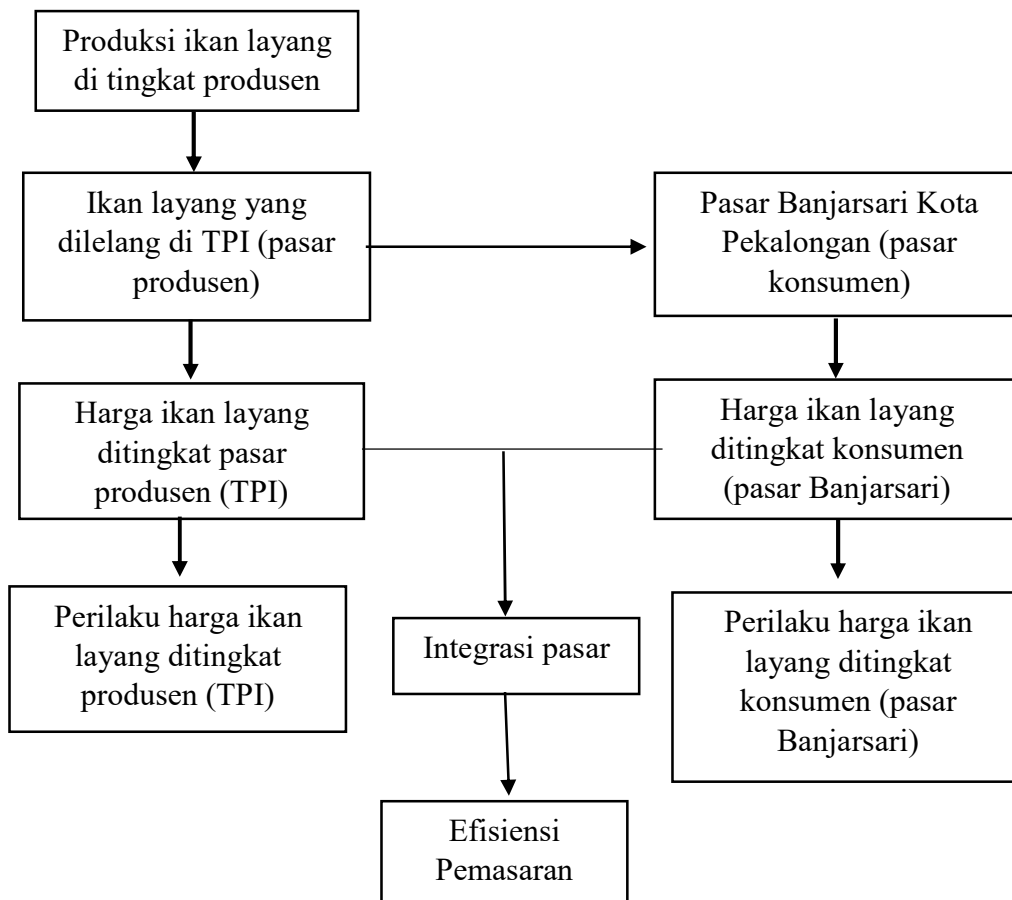 Produksi ikan layang
di tingkat produsen
Ikan layang yang
dilelang di TPI (pasar
produsen)
Pasar Banjarsari Kota
Pekalongan (pasar
konsumen)
Harga ikan layang
ditingkat pasar
produsen (TPI)
Harga ikan layang
ditingkat konsumen
(pasar Banjarsari)
Perilaku harga ikan
layang ditingkat
produsen (TPI)
Integrasi pasar
Perilaku harga ikan
layang ditingkat
konsumen (pasar
Banjarsari)
Efisiensi
Pemasaran